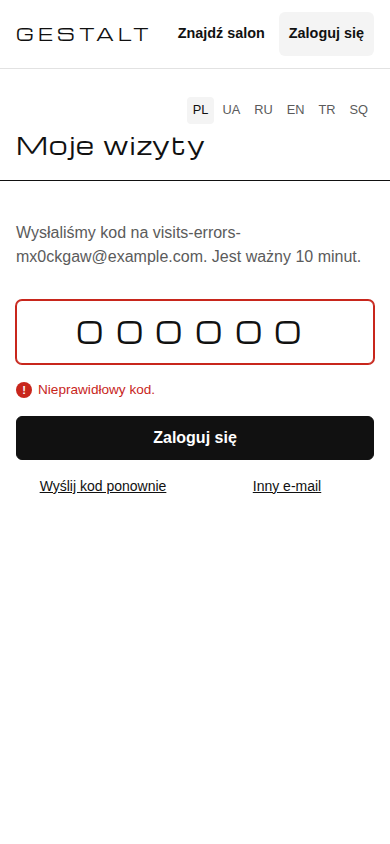 GESTALT Znajdź salon Zaloguj się
PL UA RU EN TR SQ
Moje wizyty
Wysłaliśmy kod na visits-errors-
mx0ckgaw@example.com. Jest ważny 10 minut.
000000
! Nieprawidłowy kod.
Zaloguj się
Wyślij kod ponownie Inny e-mail